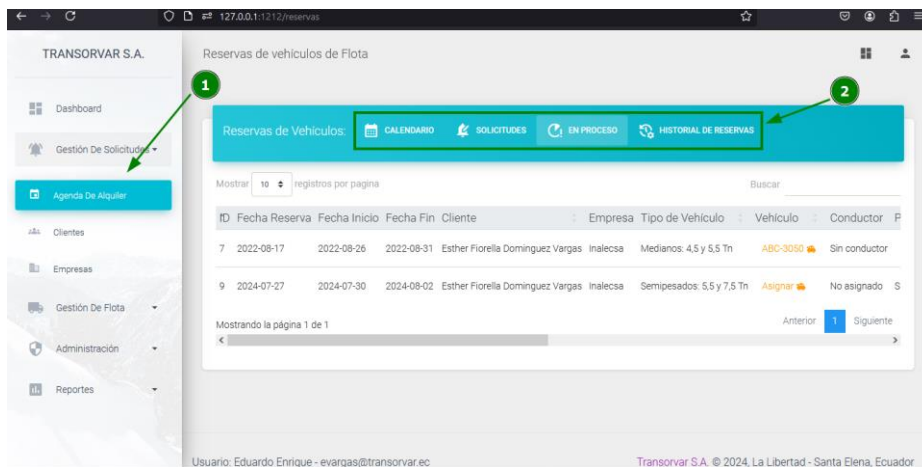 127.0.0.1:1212/reservas
TRANSORVAR S.A.
Reservas de vehiculos de Flota
1
2
Dashboard
Gestión De Solicitudes
Agenda De Alquiler
Clientes
Empresas
Gestión De Flota
Administración
Reportes
Reservas de Vehiculos: CALENDARIO SOLICITUDES EN PROCESO HISTORIAL DE RESERVAS
Mostrar 10 registros por pagina Buscar
ID Fecha Reserva Fecha Inicio Fecha Fin Cliente Empresa Tipo de Vehículo Vehículo Conductor P
7 2022-08-17 2022-08-26 2022-08-31 Esther Fiorella Dominguez Vargas Inalecsa Medianos: 4,5 y 5,5 Tn ABC-3050 Sin conductor
9 2024-07-27 2024-07-30 2024-08-02 Esther Fiorella Dominguez Vargas Inalecsa Semipesados: 5,5 y 7,5 Tn Asignar No asignado S
Mostrando la página 1 de 1 Anterior 1 Siguiente
Usuario: Eduardo Enrique - evargas@transorvar.ec Transorvar S.A. © 2024, La Libertad - Santa Elena, Ecuador